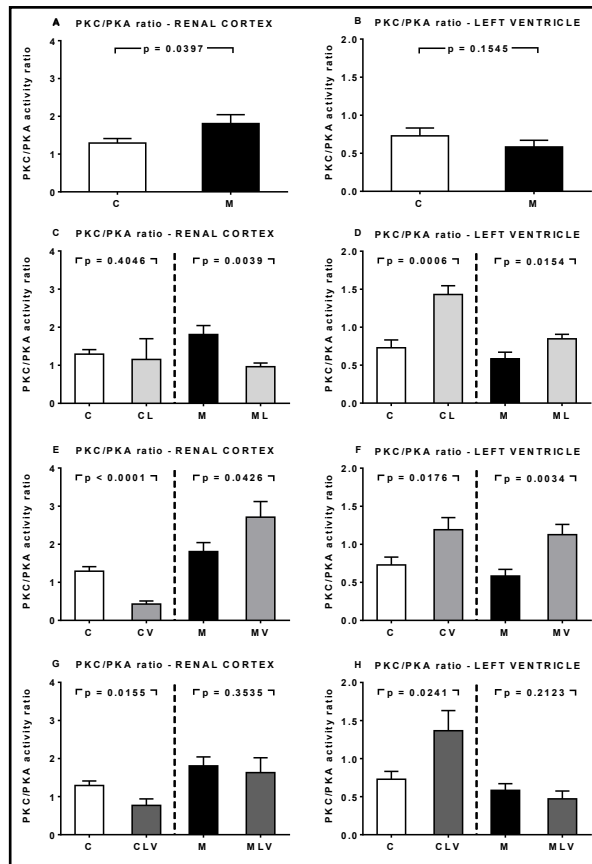 A PKC/PKA ratio - RENAL CORTEX
p = 0.0397
PKC/PKA activity ratio
4
3
2
1
0
C M
B PKC/PKA ratio - LEFT VENTRICLE
p = 0.1545
PKC/PKA activity ratio
2.0
1.5
1.0
0.5
0.0
C M
C PKC/PKA ratio - RENAL CORTEX
p = 0.4046 p = 0.0039
PKC/PKA activity ratio
4
3
2
1
0
C CL M ML
D PKC/PKA ratio - LEFT VENTRICLE
p = 0.0006 p = 0.0154
PKC/PKA activity ratio
2.0
1.5
1.0
0.5
0.0
C CL M ML
E PKC/PKA ratio - RENAL CORTEX
p < 0.0001 p = 0.0426
PKC/PKA activity ratio
4
3
2
1
0
C CV M MV
F PKC/PKA ratio - LEFT VENTRICLE
p = 0.0176 p = 0.0034
PKC/PKA activity ratio
2.0
1.5
1.0
0.5
0.0
C CV M MV
G PKC/PKA ratio - RENAL CORTEX
p = 0.0155 p = 0.3535
PKC/PKA activity ratio
4
3
2
1
0
C CLV M MLV
H PKC/PKA ratio - LEFT VENTRICLE
p = 0.0241 p = 0.2123
PKC/PKA activity ratio
2.0
1.5
1.0
0.5
0.0
C CLV M MLV